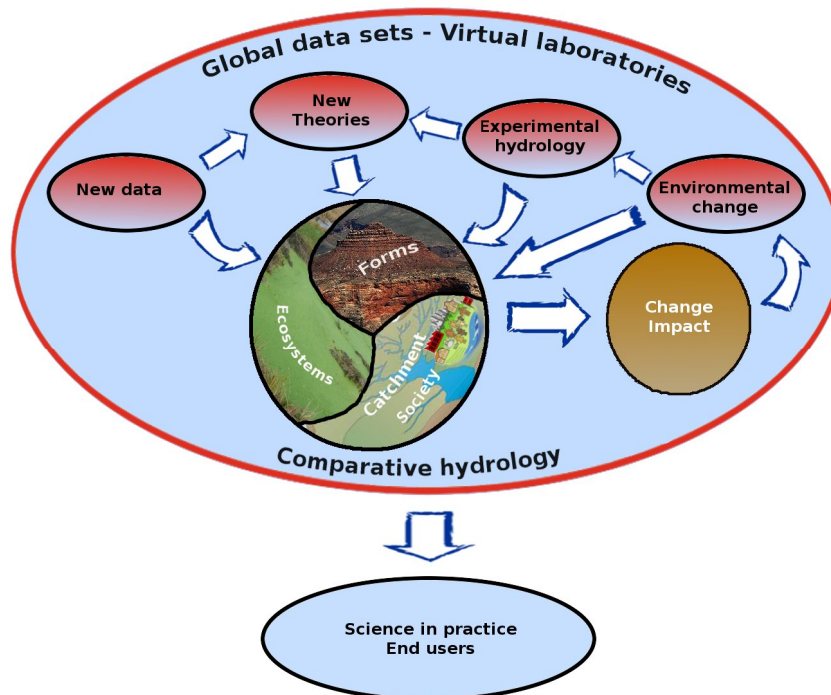 Global data sets - Virtual laboratories
New
Theories
Experimental
hydrology
New data
Environmental
change
Forms
Ecosystems
Catchment
Society
Change
Impact
Comparative hydrology
Science in practice
End users